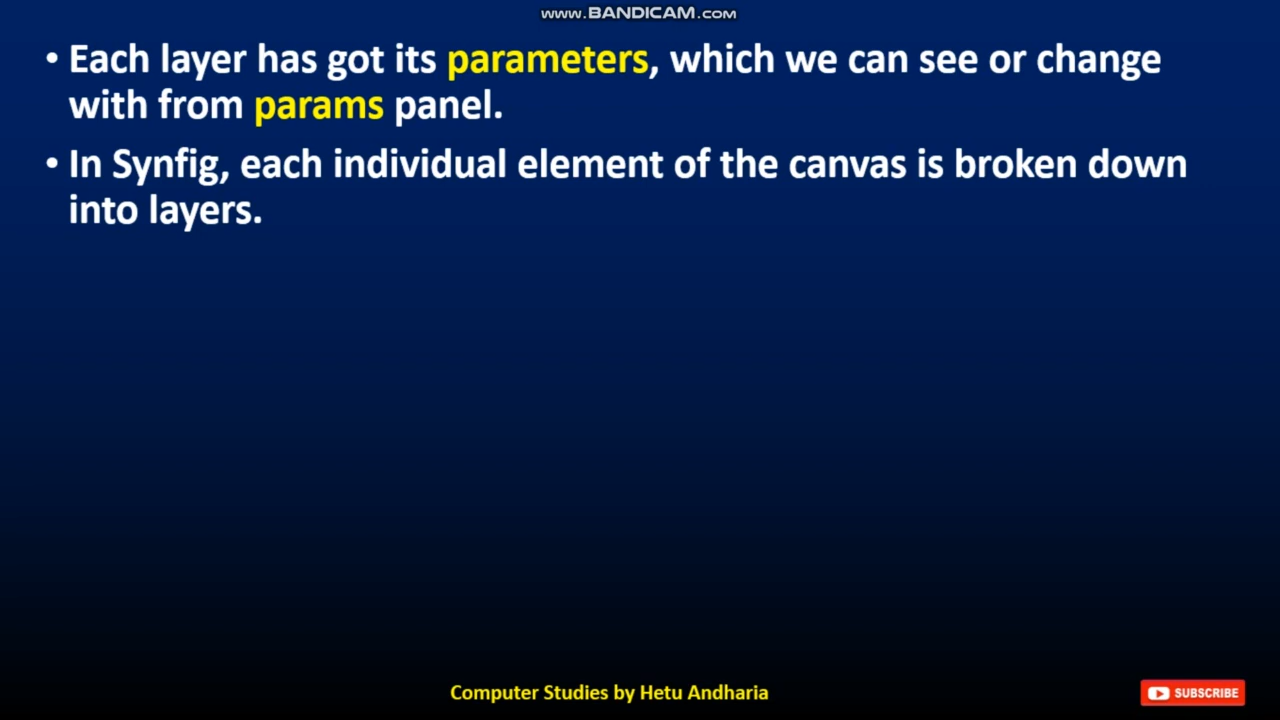 www.BANDICAM.com
• Each layer has got its parameters, which we can see or change
with from params panel.
• In Synfig, each individual element of the canvas is broken down
into layers.
Computer Studies by Hetu Andharia
SUBSCRIBE